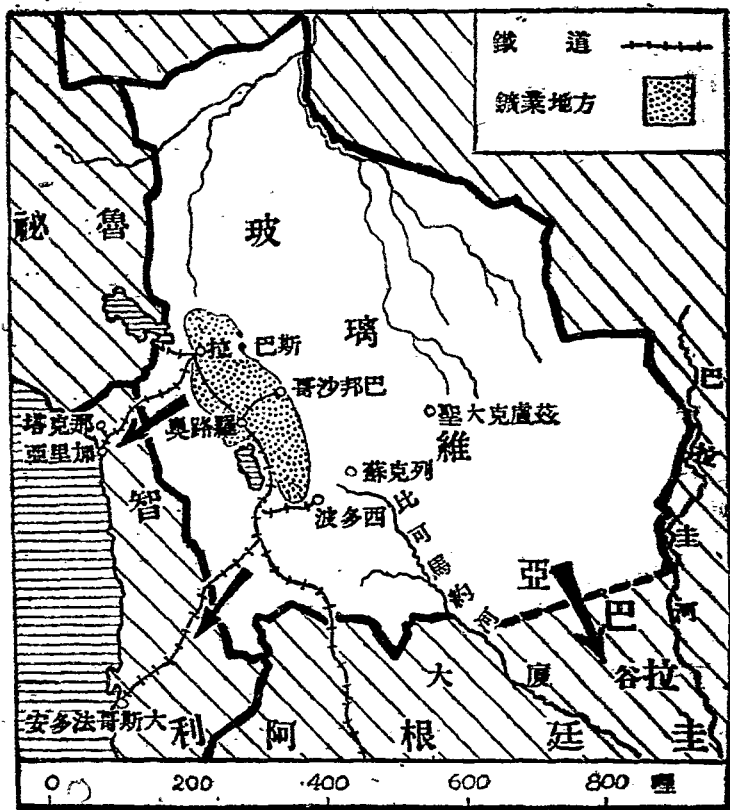 鐵道
鑛業地方
祕魯
玻璃維亞
拉巴斯
哥沙邦巴
聖大克盧茲
塔克那
亞里加
奧路羅
蘇克列
波多西
比可馬約河
巴拉圭河
智利
巴拉圭
大廈谷
安多法哥斯大
阿根廷
0 200 400 600 800 哩